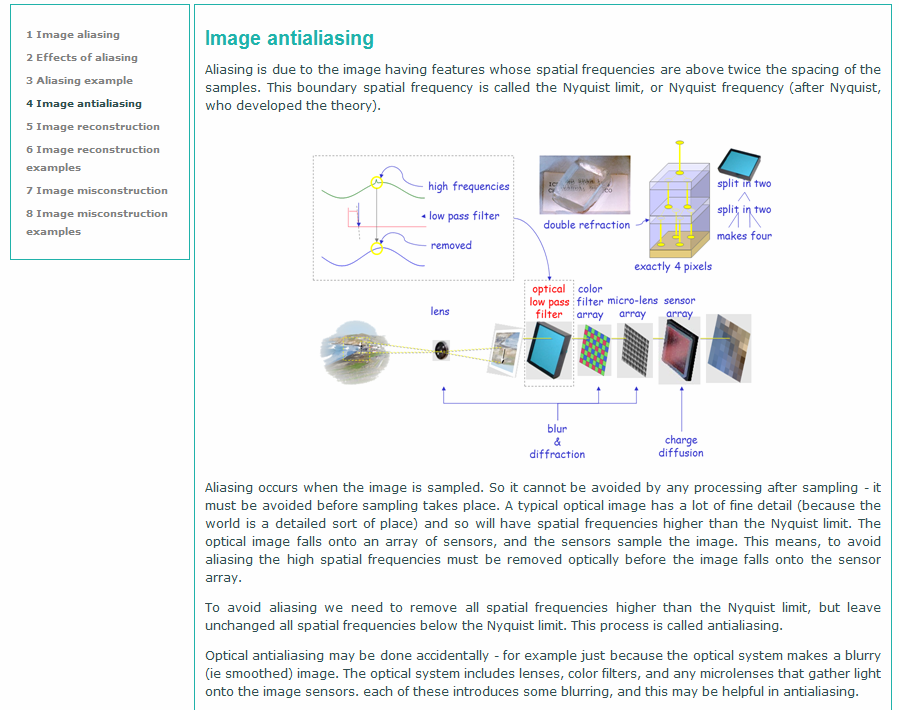 1 Image aliasing
2 Effects of aliasing
3 Aliasing example
4 Image antialiasing
5 Image reconstruction
6 Image reconstruction
examples
7 Image misconstruction
8 Image misconstruction
examples
Image antialiasing
Aliasing is due to the image having features whose spatial frequencies are above twice the spacing of the
samples. This boundary spatial frequency is called the Nyquist limit, or Nyquist frequency (after Nyquist,
who developed the theory).
high frequencies
low pass filter
removed
double refraction
split in two
split in two
makes four
exactly 4 pixels
lens
optical
low pass
filter
color
filter
array
micro-lens
array
sensor
array
blur
&
diffraction
charge
diffusion
Aliasing occurs when the image is sampled. So it cannot be avoided by any processing after sampling - it
must be avoided before sampling takes place. A typical optical image has a lot of fine detail (because the
world is a detailed sort of place) and so will have spatial frequencies higher than the Nyquist limit. The
optical image falls onto an array of sensors, and the sensors sample the image. This means, to avoid
aliasing the high spatial frequencies must be removed optically before the image falls onto the sensor
array.
To avoid aliasing we need to remove all spatial frequencies higher than the Nyquist limit, but leave
unchanged all spatial frequencies below the Nyquist limit. This process is called antialiasing.
Optical antialiasing may be done accidentally - for example just because the optical system makes a blurry
(ie smoothed) image. The optical system includes lenses, color filters, and any microlenses that gather light
onto the image sensors. each of these introduces some blurring, and this may be helpful in antialiasing.